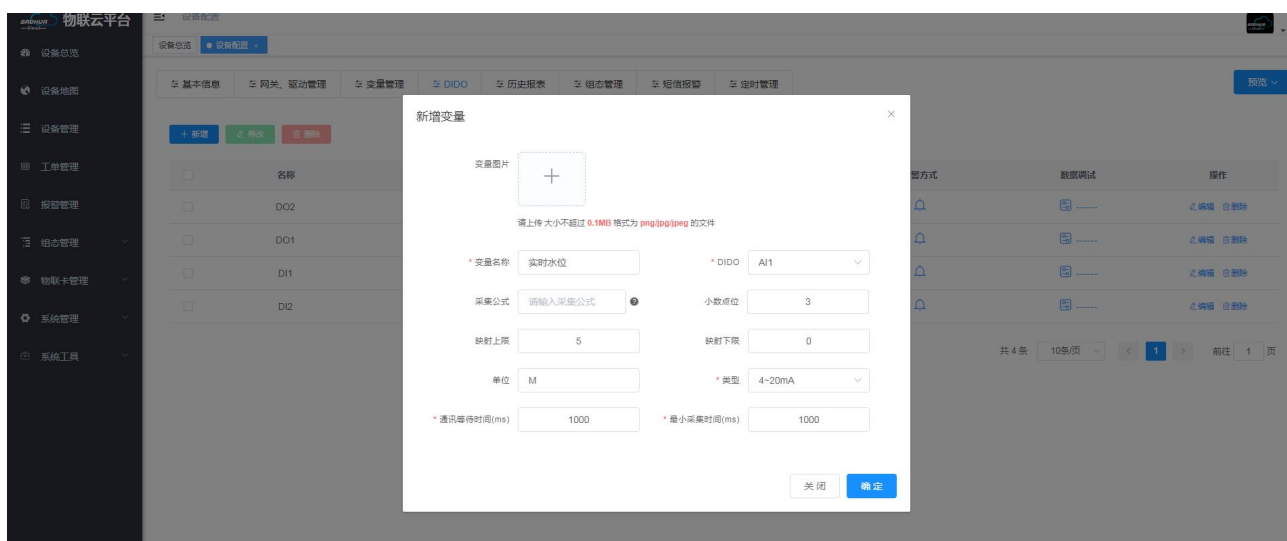 物联云平台
设备配置
设备总览 设备配置 ×
设备总览
设备地图
设备管理
工单管理
报警管理
组态管理
物联卡管理
系统管理
系统工具
基本信息 网关、驱动管理 变量管理 DIDO 历史报表 组态管理 短信报警 定时管理 预览
+ 新增 修改 删除
名称 警方式 数据调试 操作
DO2 ------ 编辑 删除
DO1 ------ 编辑 删除
DI1 ------ 编辑 删除
DI2 ------ 编辑 删除
共 4 条 10条/页 < 1 > 前往 1 页
新增变量 ×
变量图片 +
请上传 大小不超过 0.1MB 格式为 png/jpg/jpeg 的文件
* 变量名称 实时水位 * DIDO AI1
采集公式 请输入采集公式 小数点位 3
映射上限 5 映射下限 0
单位 M * 类型 4~20mA
* 通讯等待时间(ms) 1000 * 最小采集时间(ms) 1000
关 闭 确 定